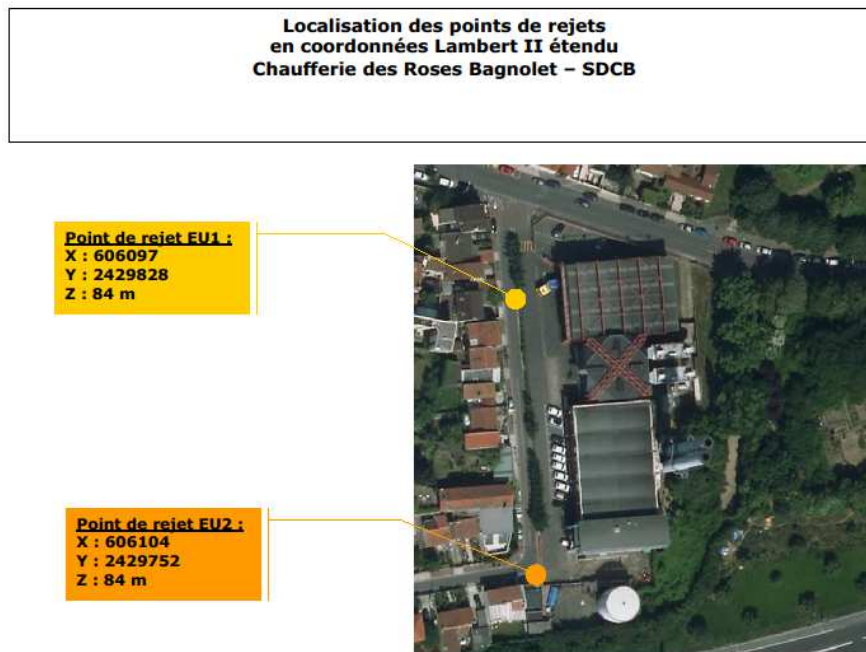 Localisation des points de rejets
en coordonnées Lambert II étendu
Chaufferie des Roses Bagnolet – SDCB
Point de rejet EU1 :
X : 606097
Y : 2429828
Z : 84 m
Point de rejet EU2 :
X : 606104
Y : 2429752
Z : 84 m